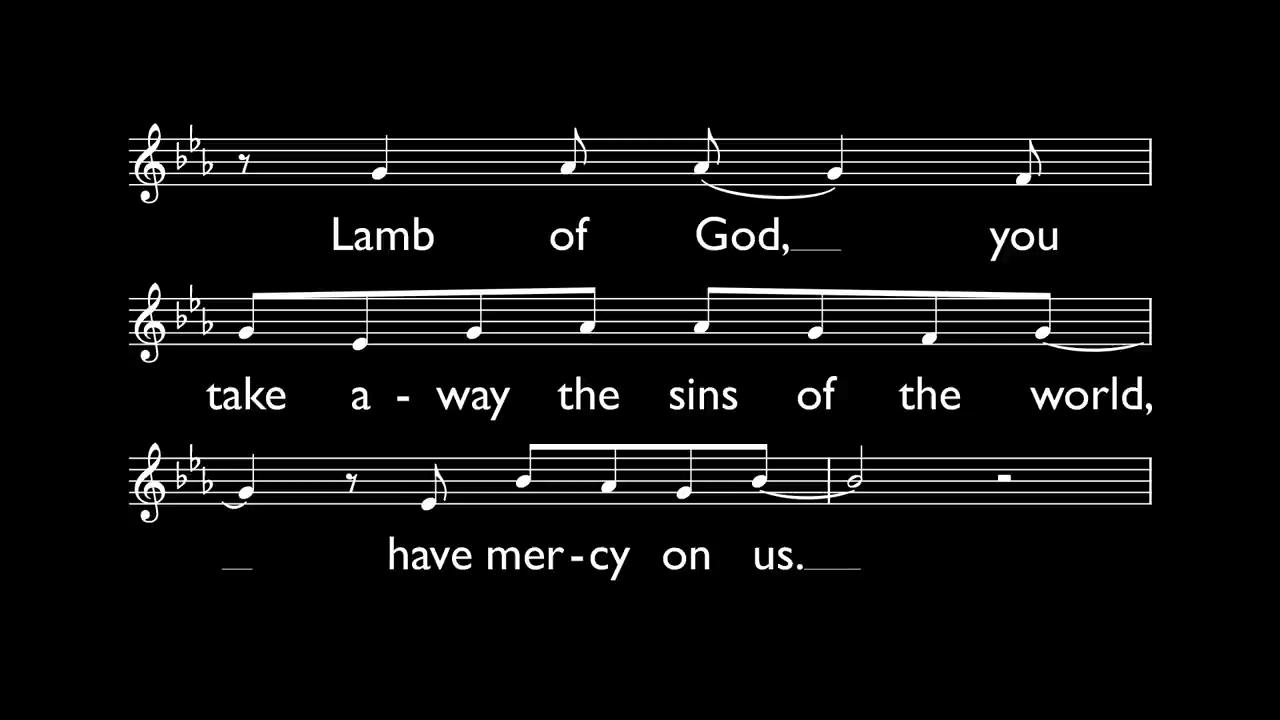 Lamb of God, you
take a - way the sins of the world,
have mer - cy on us.